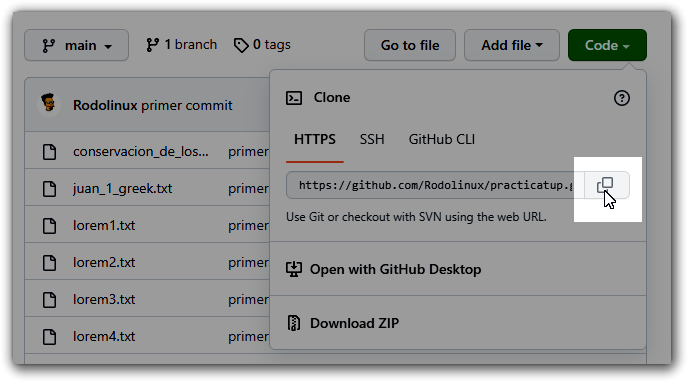 main 1 branch 0 tags Go to file Add file Code
Rodolinux primer commit
Clone
HTTPS SSH GitHub CLI
conservacion_de_los... primer
juan_1_greek.txt primer
https://github.com/Rodolinux/practicatup.g
lorem1.txt primer
Use Git or checkout with SVN using the web URL.
lorem2.txt primer
Open with GitHub Desktop
lorem3.txt primer
Download ZIP
lorem4.txt primer